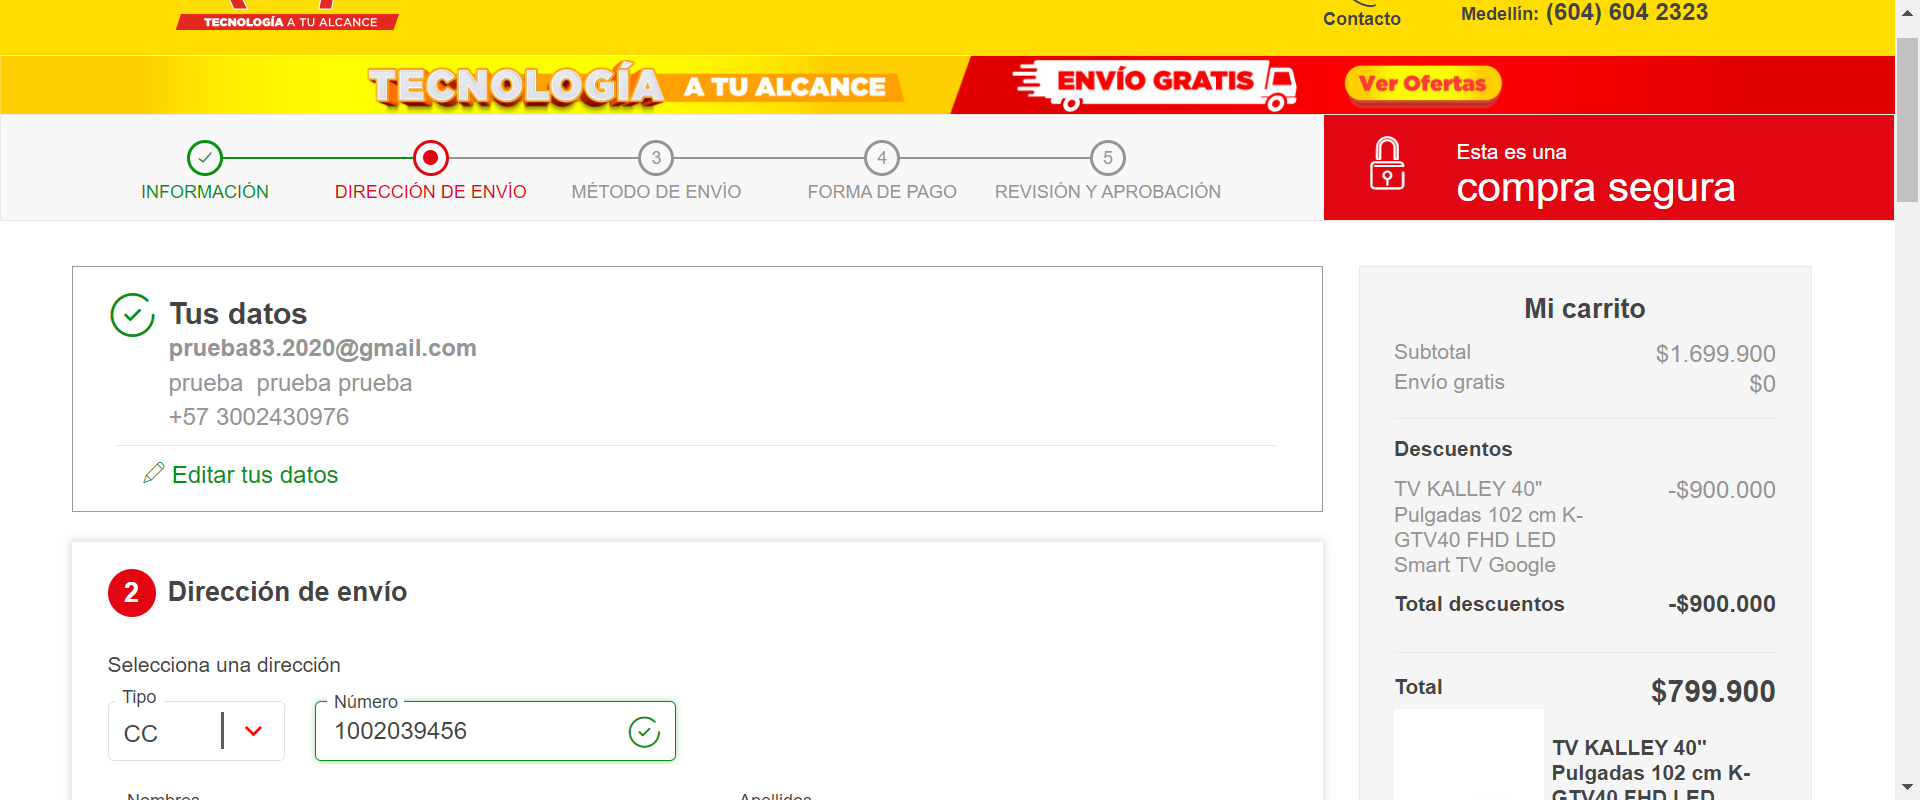 TECNOLOGÍA A TU ALCANCE
Contacto
Medellín: (604) 604 2323
TECNOLOGÍA A TU ALCANCE
ENVÍO GRATIS
Ver Ofertas
INFORMACIÓN
DIRECCIÓN DE ENVÍO
3
MÉTODO DE ENVÍO
4
FORMA DE PAGO
5
REVISIÓN Y APROBACIÓN
Esta es una
compra segura
Tus datos
prueba83.2020@gmail.com
prueba  prueba prueba
+57 3002430976
Editar tus datos
2 Dirección de envío
Selecciona una dirección
Tipo
CC
Número
1002039456
Nombres
Apellidos
Mi carrito
Subtotal $1.699.900
Envío gratis $0
Descuentos
TV KALLEY 40" -$900.000
Pulgadas 102 cm K-
GTV40 FHD LED
Smart TV Google
Total descuentos -$900.000
Total $799.900
TV KALLEY 40"
Pulgadas 102 cm K-
GTV40 FHD LED